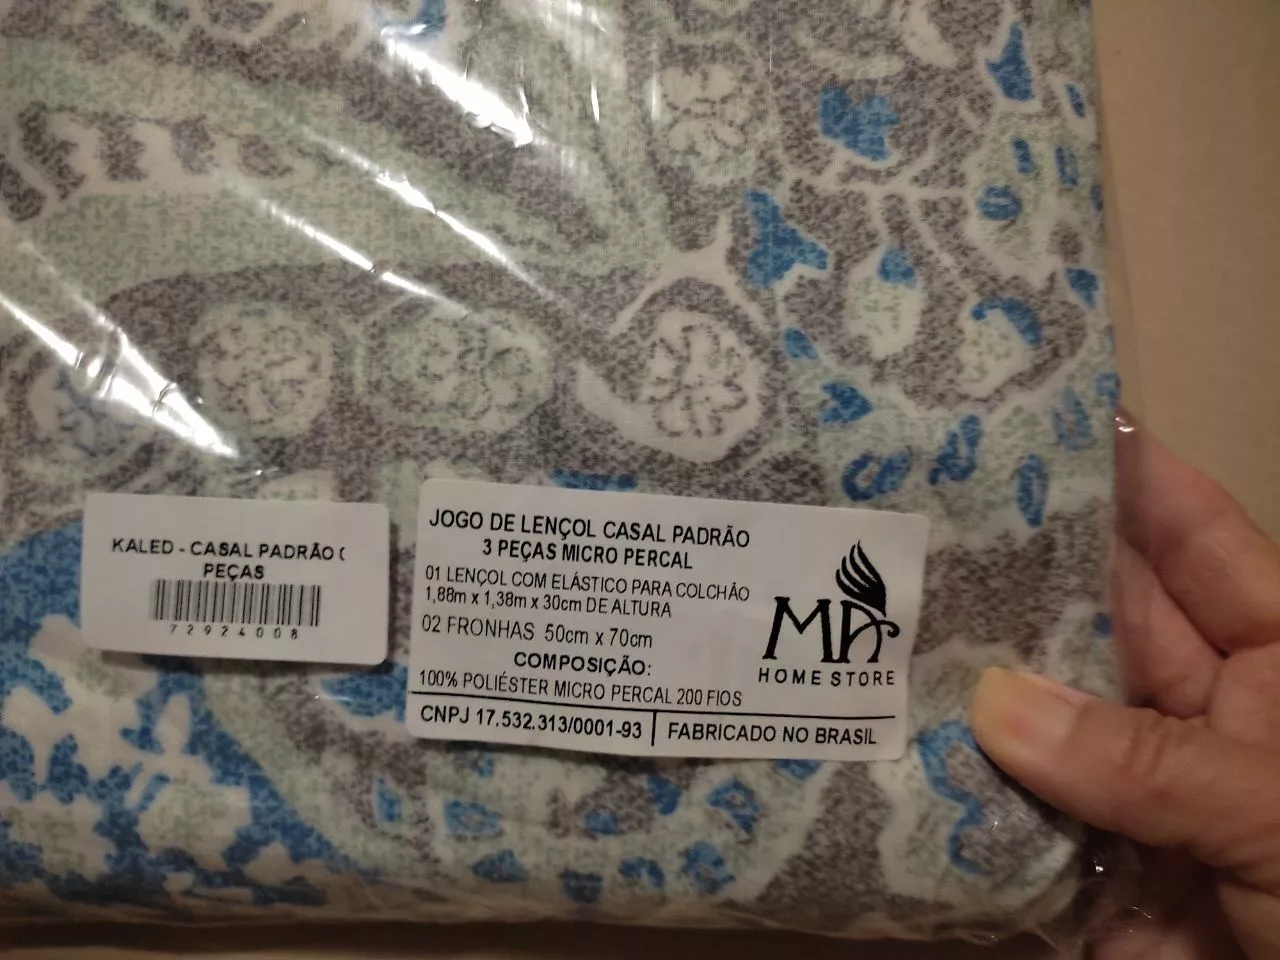 KALED - CASAL PADRÃO (
PEÇAS
72924008
JOGO DE LENÇOL CASAL PADRÃO
3 PEÇAS MICRO PERCAL
01 LENÇOL COM ELÁSTICO PARA COLCHÃO
1,88m x 1,38m x 30cm DE ALTURA
02 FRONHAS 50cm x 70cm
COMPOSIÇÃO:
100% POLIÉSTER MICRO PERCAL 200 FIOS
CNPJ 17.532.313/0001-93 FABRICADO NO BRASIL
MA
HOME STORE